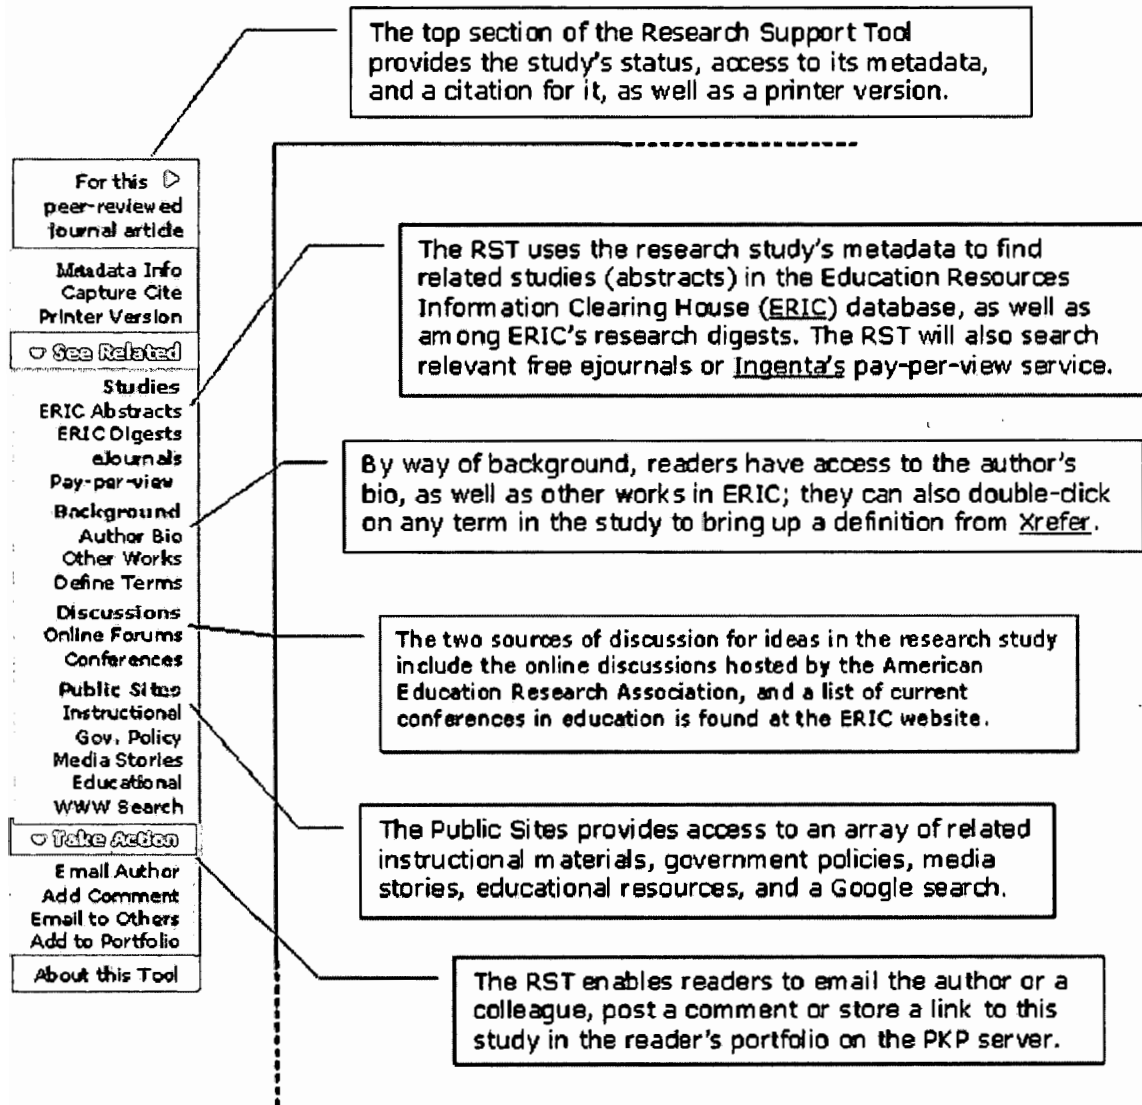 The top section of the Research Support Tool
provides the study's status, access to its metadata,
and a citation for it, as well as a printer version.
For this
peer-reviewed
journal article
Metadata Info
Capture Cite
Printer Version
See Related
Studies
ERIC Abstracts
ERIC Digests
eJournals
Pay-per-view
Background
Author Bio
Other Works
Define Terms
Discussions
Online Forums
Conferences
Public Sites
Instructional
Gov. Policy
Media Stories
Educational
WWW Search
Take Action
Email Author
Add Comment
Email to Others
Add to Portfolio
About this Tool
The RST uses the research study's metadata to find
related studies (abstracts) in the Education Resources
Information Clearing House (ERIC) database, as well as
among ERIC's research digests. The RST will also search
relevant free ejournals or Ingenta's pay-per-view service.
By way of background, readers have access to the author's
bio, as well as other works in ERIC; they can also double-click
on any term in the study to bring up a definition from Xrefer.
The two sources of discussion for ideas in the research study
include the online discussions hosted by the American
Education Research Association, and a list of current
conferences in education is found at the ERIC website.
The Public Sites provides access to an array of related
instructional materials, government policies, media
stories, educational resources, and a Google search.
The RST enables readers to email the author or a
colleague, post a comment or store a link to this
study in the reader's portfolio on the PKP server.